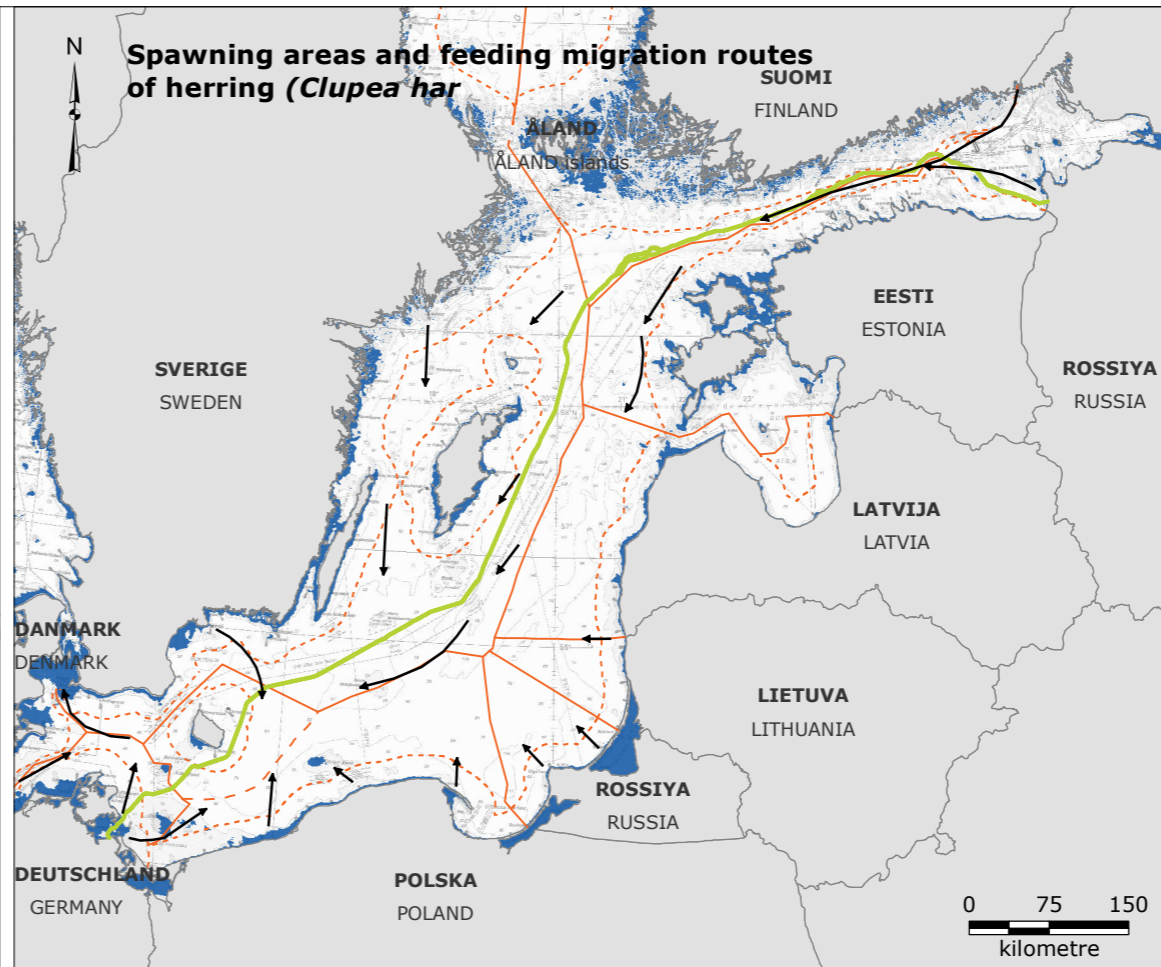 N
Spawning areas and feeding migration routes
of herring (Clupea har
SUOMI
FINLAND
ÅLAND
ÅLAND islands
EESTI
ESTONIA
SVERIGE
SWEDEN
ROSSIYA
RUSSIA
LATVIJA
LATVIA
DANMARK
DENMARK
LIETUVA
LITHUANIA
ROSSIYA
RUSSIA
DEUTSCHLAND
GERMANY
POLSKA
POLAND
0 75 150
kilometre